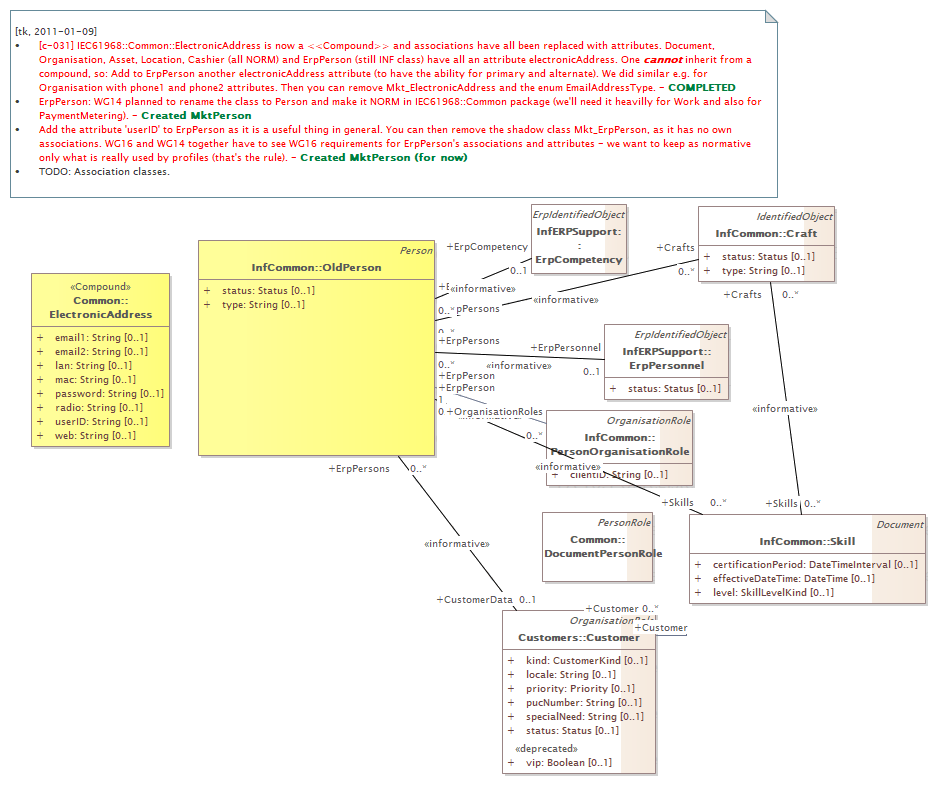 [tk, 2011-01-09]
• [c-031] IEC61968::Common::ElectronicAddress is now a <<Compound>> and associations have all been replaced with attributes. Document,
Organisation, Asset, Location, Cashier (all NORM) and ErpPerson (still INF class) have all an attribute electronicAddress. One cannot inherit from a
compound, so: Add to ErpPerson another electronicAddress attribute (to have the ability for primary and alternate). We did similar e.g. for
Organisation with phone1 and phone2 attributes. Then you can remove Mkt_ElectronicAddress and the enum EmailAddressType. - COMPLETED
• ErpPerson: WG14 planned to rename the class to Person and make it NORM in IEC61968::Common package (we'll need it heavilly for Work and also for
PaymentMetering). - Created MktPerson
• Add the attribute 'userID' to ErpPerson as it is a useful thing in general. You can then remove the shadow class Mkt_ErpPerson, as it has no own
associations. WG16 and WG14 together have to see WG16 requirements for ErpPerson's associations and attributes - we want to keep as normative
only what is really used by profiles (that's the rule). - Created MktPerson (for now)
• TODO: Association classes.
«Compound»
Common::
ElectronicAddress
+ email1: String [0..1]
+ email2: String [0..1]
+ lan: String [0..1]
+ mac: String [0..1]
+ password: String [0..1]
+ radio: String [0..1]
+ userID: String [0..1]
+ web: String [0..1]
Person
InfCommon::OldPerson
+ status: Status [0..1]
+ type: String [0..1]
ErpIdentifiedObject
InfERPSupport:
:
ErpCompetency
IdentifiedObject
InfCommon::Craft
+ status: Status [0..1]
+ type: String [0..1]
+ErpCompetency
0..1
«informative»
+Crafts
0..*
«informative»
0..*
pPersons
0..*
+ErpPersons
+ErpPersonnel
«informative»
0..1
0..*
+ErpPerson
+ErpPerson
+OrganisationRoles
0..*
ErpIdentifiedObject
InfERPSupport::
ErpPersonnel
+ status: Status [0..1]
+Crafts 0..*
«informative»
+Skills 0..*
OrganisationRole
InfCommon::
PersonOrganisationRole
+ clientID: String [0..1]
«informative»
+Skills 0..*
PersonRole
Common::
DocumentPersonRole
Document
InfCommon::Skill
+ certificationPeriod: DateTimeInterval [0..1]
+ effectiveDateTime: DateTime [0..1]
+ level: SkillLevelKind [0..1]
+ErpPersons 0..*
«informative»
+CustomerData 0..1
+Customer 0..*
+Customer
Customers::Customer
+ kind: CustomerKind [0..1]
+ locale: String [0..1]
+ priority: Priority [0..1]
+ pucNumber: String [0..1]
+ specialNeed: String [0..1]
+ status: Status [0..1]
«deprecated»
+ vip: Boolean [0..1]